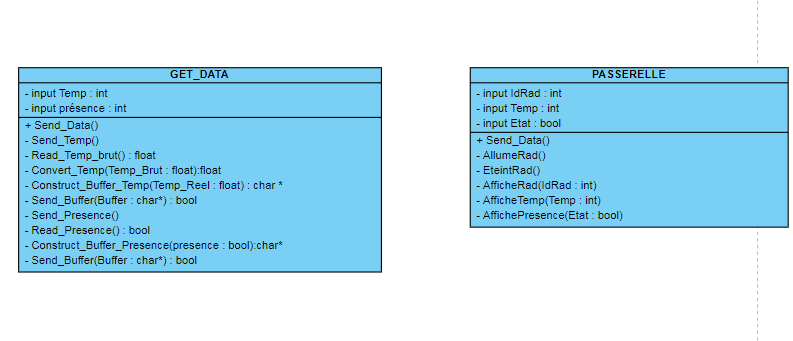 GET_DATA
- input Temp : int
- input présence : int
+ Send_Data()
- Send_Temp()
- Read_Temp_brut() : float
- Convert_Temp(Temp_Brut : float):float
- Construct_Buffer_Temp(Temp_Reel : float) : char *
- Send_Buffer(Buffer : char*) : bool
- Send_Presence()
- Read_Presence() : bool
- Construct_Buffer_Presence(presence : bool):char*
- Send_Buffer(Buffer : char*) : bool
PASSERELLE
- input IdRad : int
- input Temp : int
- input Etat : bool
+ Send_Data()
- AllumeRad()
- EteintRad()
- AfficheRad(IdRad : int)
- AfficheTemp(Temp : int)
- AffichePresence(Etat : bool)